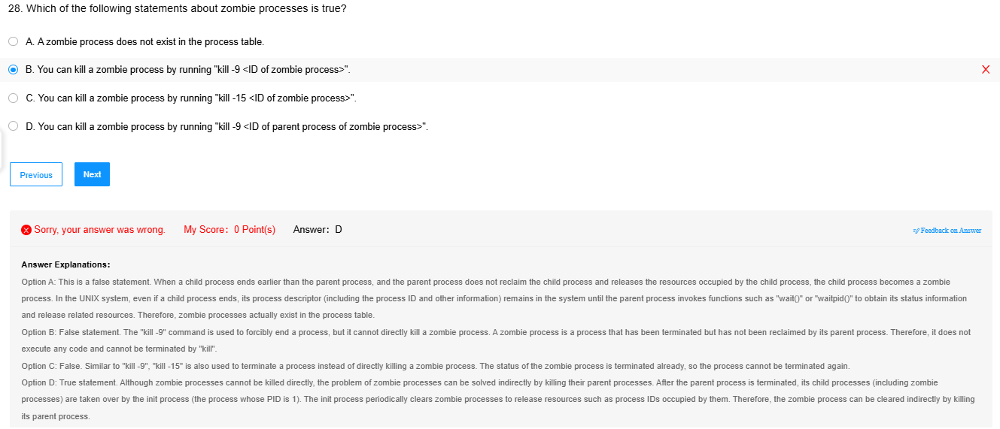 28. Which of the following statements about zombie processes is true?
A. A zombie process does not exist in the process table.
B. You can kill a zombie process by running "kill -9 <ID of zombie process>".
X
C. You can kill a zombie process by running "kill -15 <ID of zombie process>".
D. You can kill a zombie process by running "kill -9 <ID of parent process of zombie process>".
Previous Next
Sorry, your answer was wrong. My Score: 0 Point(s) Answer: D Feedback on Answer
Answer Explanations:
Option A: This is a false statement. When a child process ends earlier than the parent process, and the parent process does not reclaim the child process and releases the resources occupied by the child process, the child process becomes a zombie
process. In the UNIX system, even if a child process ends, its process descriptor (including the process ID and other information) remains in the system until the parent process invokes functions such as "wait()" or "waitpid()" to obtain its status information
and release related resources. Therefore, zombie processes actually exist in the process table.
Option B: False statement. The "kill -9" command is used to forcibly end a process, but it cannot directly kill a zombie process. A zombie process is a process that has been terminated but has not been reclaimed by its parent process. Therefore, it does not
execute any code and cannot be terminated by "kill".
Option C: False. Similar to "kill -9", "kill -15" is also used to terminate a process instead of directly killing a zombie process. The status of the zombie process is terminated already, so the process cannot be terminated again.
Option D: True statement. Although zombie processes cannot be killed directly, the problem of zombie processes can be solved indirectly by killing their parent processes. After the parent process is terminated, its child processes (including zombie
processes) are taken over by the init process (the process whose PID is 1). The init process periodically clears zombie processes to release resources such as process IDs occupied by them. Therefore, the zombie process can be cleared indirectly by killing
its parent process.